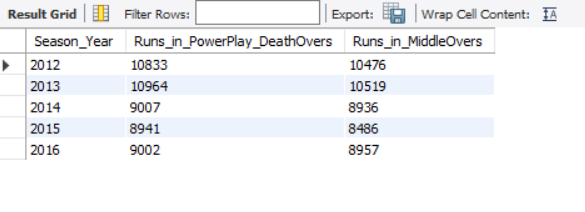 Result Grid Filter Rows: Export: Wrap Cell Content: IA
Season_Year Runs_in_PowerPlay_DeathOvers Runs_in_MiddleOvers
2012 10833 10476
2013 10964 10519
2014 9007 8936
2015 8941 8486
2016 9002 8957